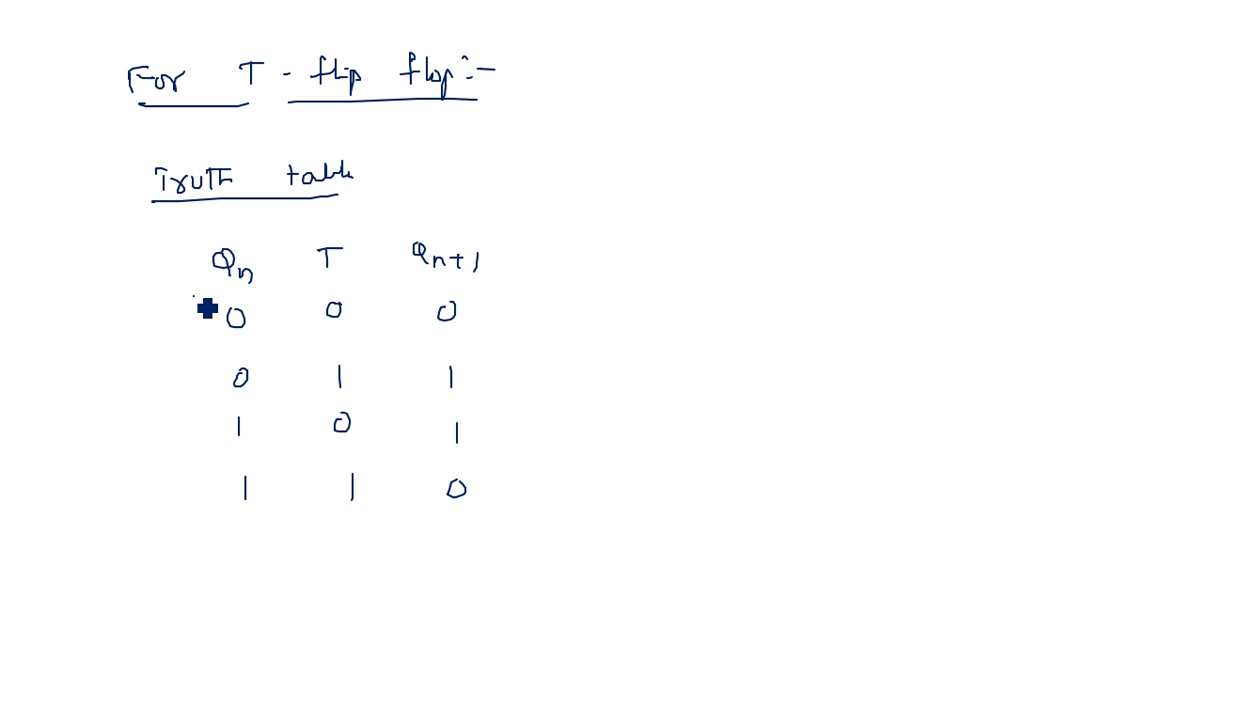 For T - flip flop :-
Truth table
Qn T Qn+1
0 0 0
0 1 1
1 0 1
1 1 0